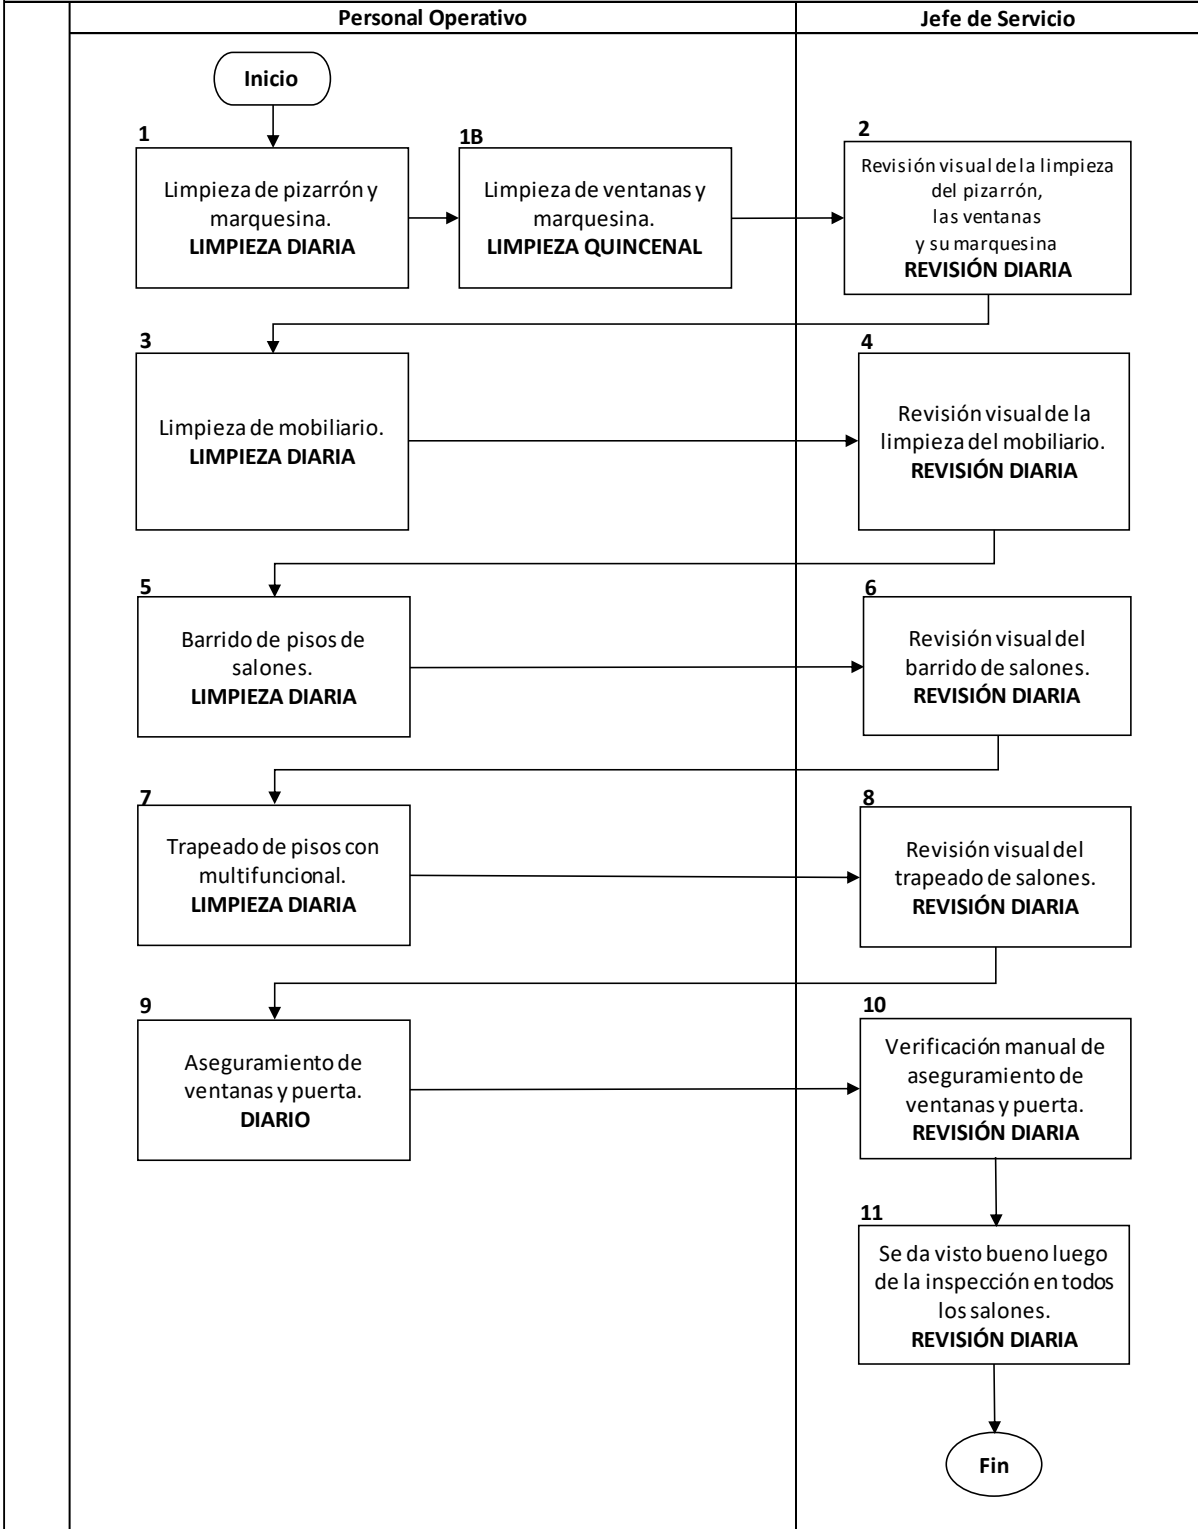 Personal Operativo
Jefe de Servicio
Inicio
1
Limpieza de pizarrón y
marquesina.
LIMPIEZA DIARIA
1B
Limpieza de ventanas y
marquesina.
LIMPIEZA QUINCENAL
2
Revisión visual de la limpieza
del pizarrón,
las ventanas
y su marquesina
REVISIÓN DIARIA
3
Limpieza de mobiliario.
LIMPIEZA DIARIA
4
Revisión visual de la
limpieza del mobiliario.
REVISIÓN DIARIA
5
Barrido de pisos de
salones.
LIMPIEZA DIARIA
6
Revisión visual del
barrido de salones.
REVISIÓN DIARIA
7
Trapeado de pisos con
multifuncional.
LIMPIEZA DIARIA
8
Revisión visual del
trapeado de salones.
REVISIÓN DIARIA
9
Aseguramiento de
ventanas y puerta.
DIARIO
10
Verificación manual de
aseguramiento de
ventanas y puerta.
REVISIÓN DIARIA
11
Se da visto bueno luego
de la inspección en todos
los salones.
REVISIÓN DIARIA
Fin